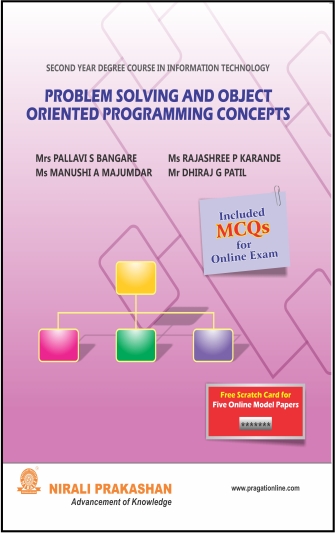 SECOND YEAR DEGREE COURSE IN INFORMATION TECHNOLOGY
PROBLEM SOLVING AND OBJECT
ORIENTED PROGRAMMING CONCEPTS
Mrs PALLAVI S BANGARE
Ms RAJASHREE P KARANDE
Ms MANUSHI A MAJUMDAR
Mr DHIRAJ G PATIL
Included
MCQs
for
Online Exam
Free Scratch Card for
Five Online Model Papers
*******
NIRALI PRAKASHAN
Advancement of Knowledge
www.pragationline.com